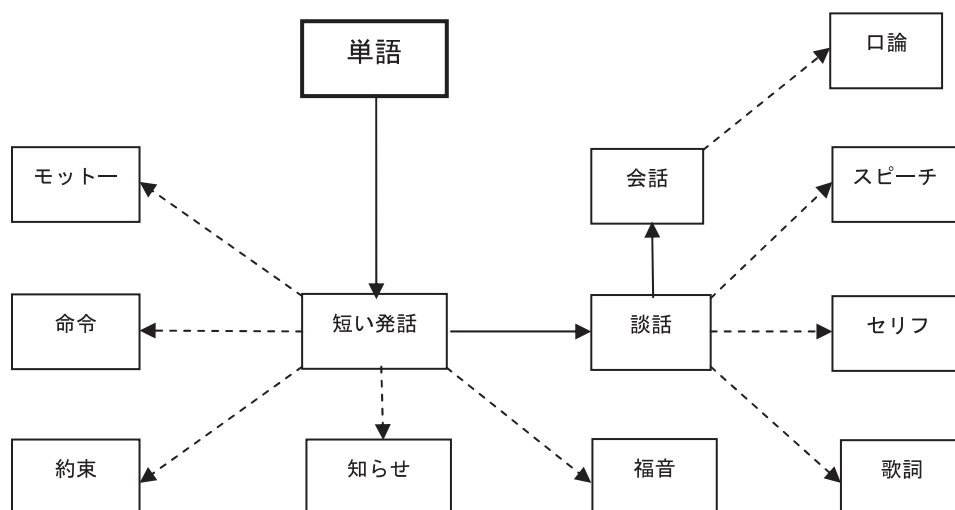 単語
口論
モットー
会話
スピーチ
命令
短い発話
談話
セリフ
約束
知らせ
福音
歌詞